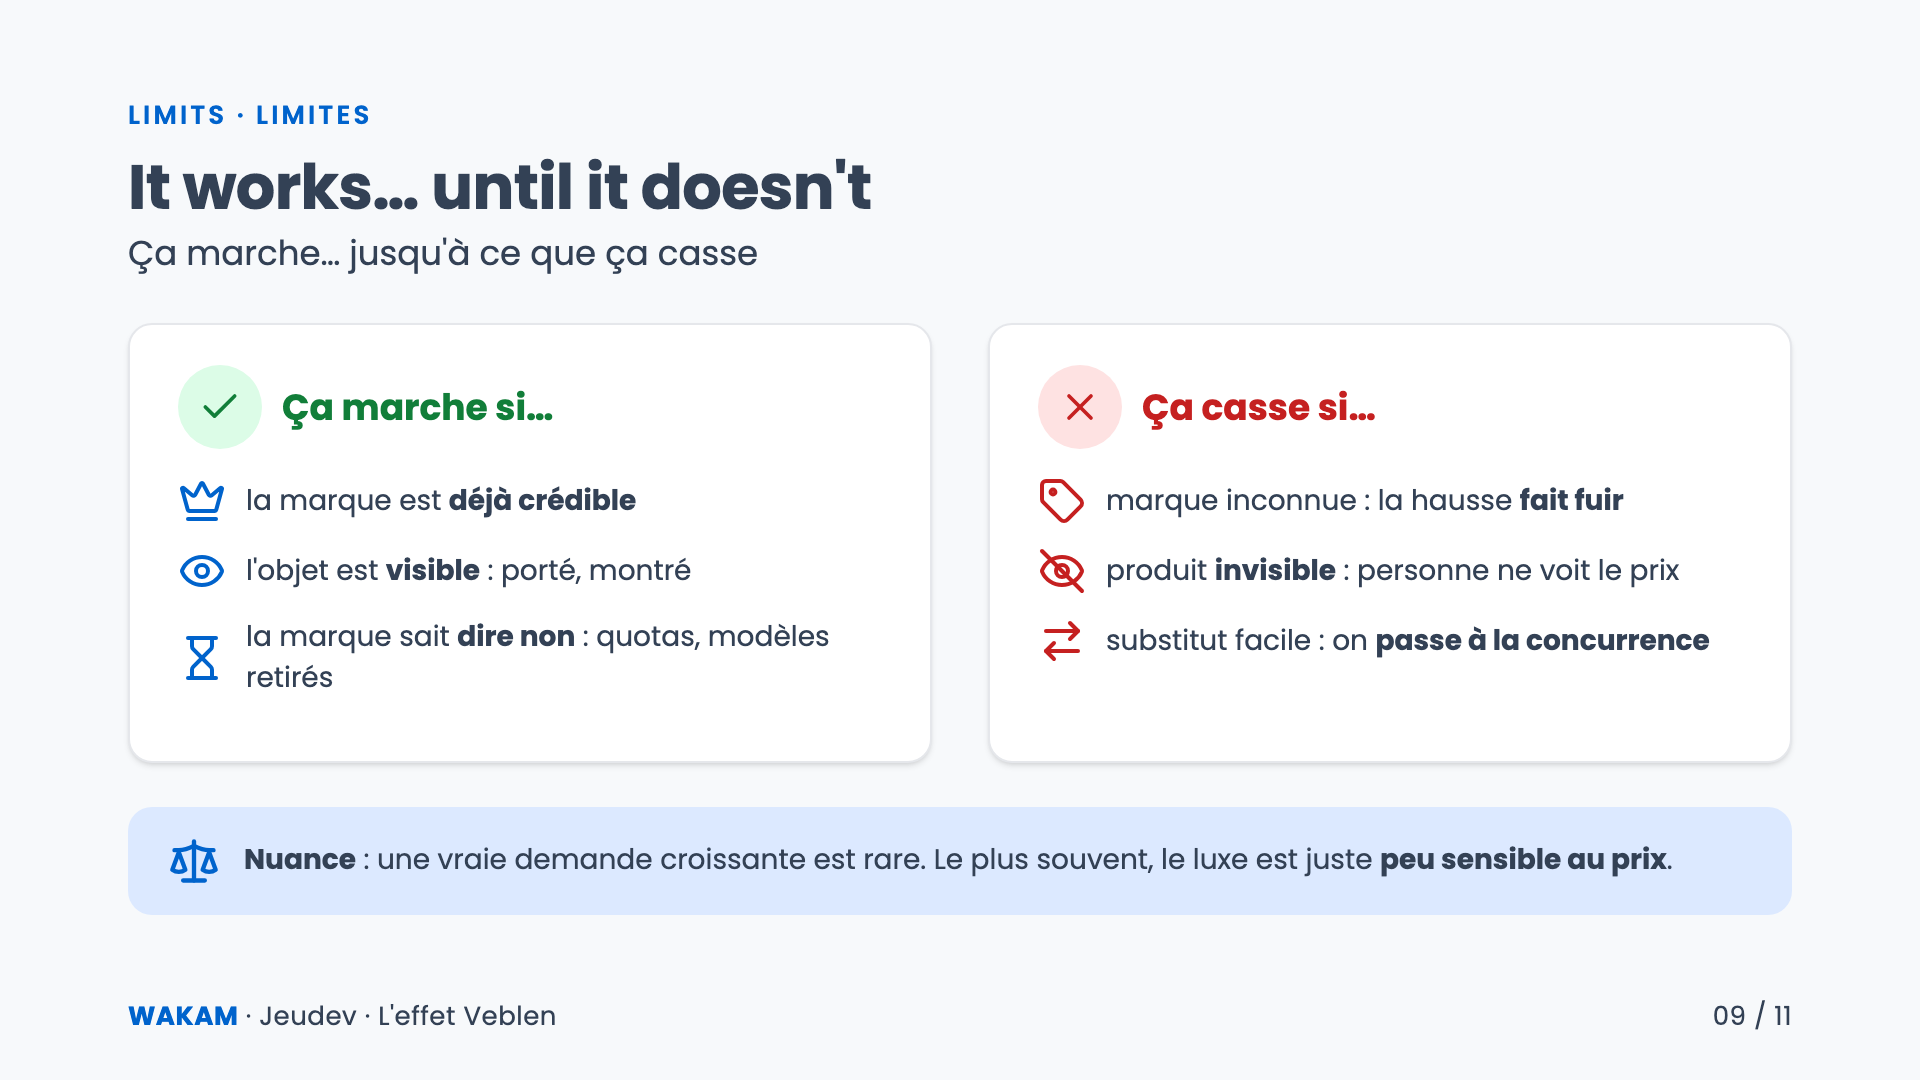 LIMITS · LIMITES
It works... until it doesn't
Ça marche... jusqu'à ce que ça casse
Ça marche si...
la marque est déjà crédible
l'objet est visible : porté, montré
la marque sait dire non : quotas, modèles
retirés
Ça casse si...
marque inconnue : la hausse fait fuir
produit invisible : personne ne voit le prix
substitut facile : on passe à la concurrence
Nuance : une vraie demande croissante est rare. Le plus souvent, le luxe est juste peu sensible au prix.
WAKAM · Jeudev · L'effet Veblen
09 / 11